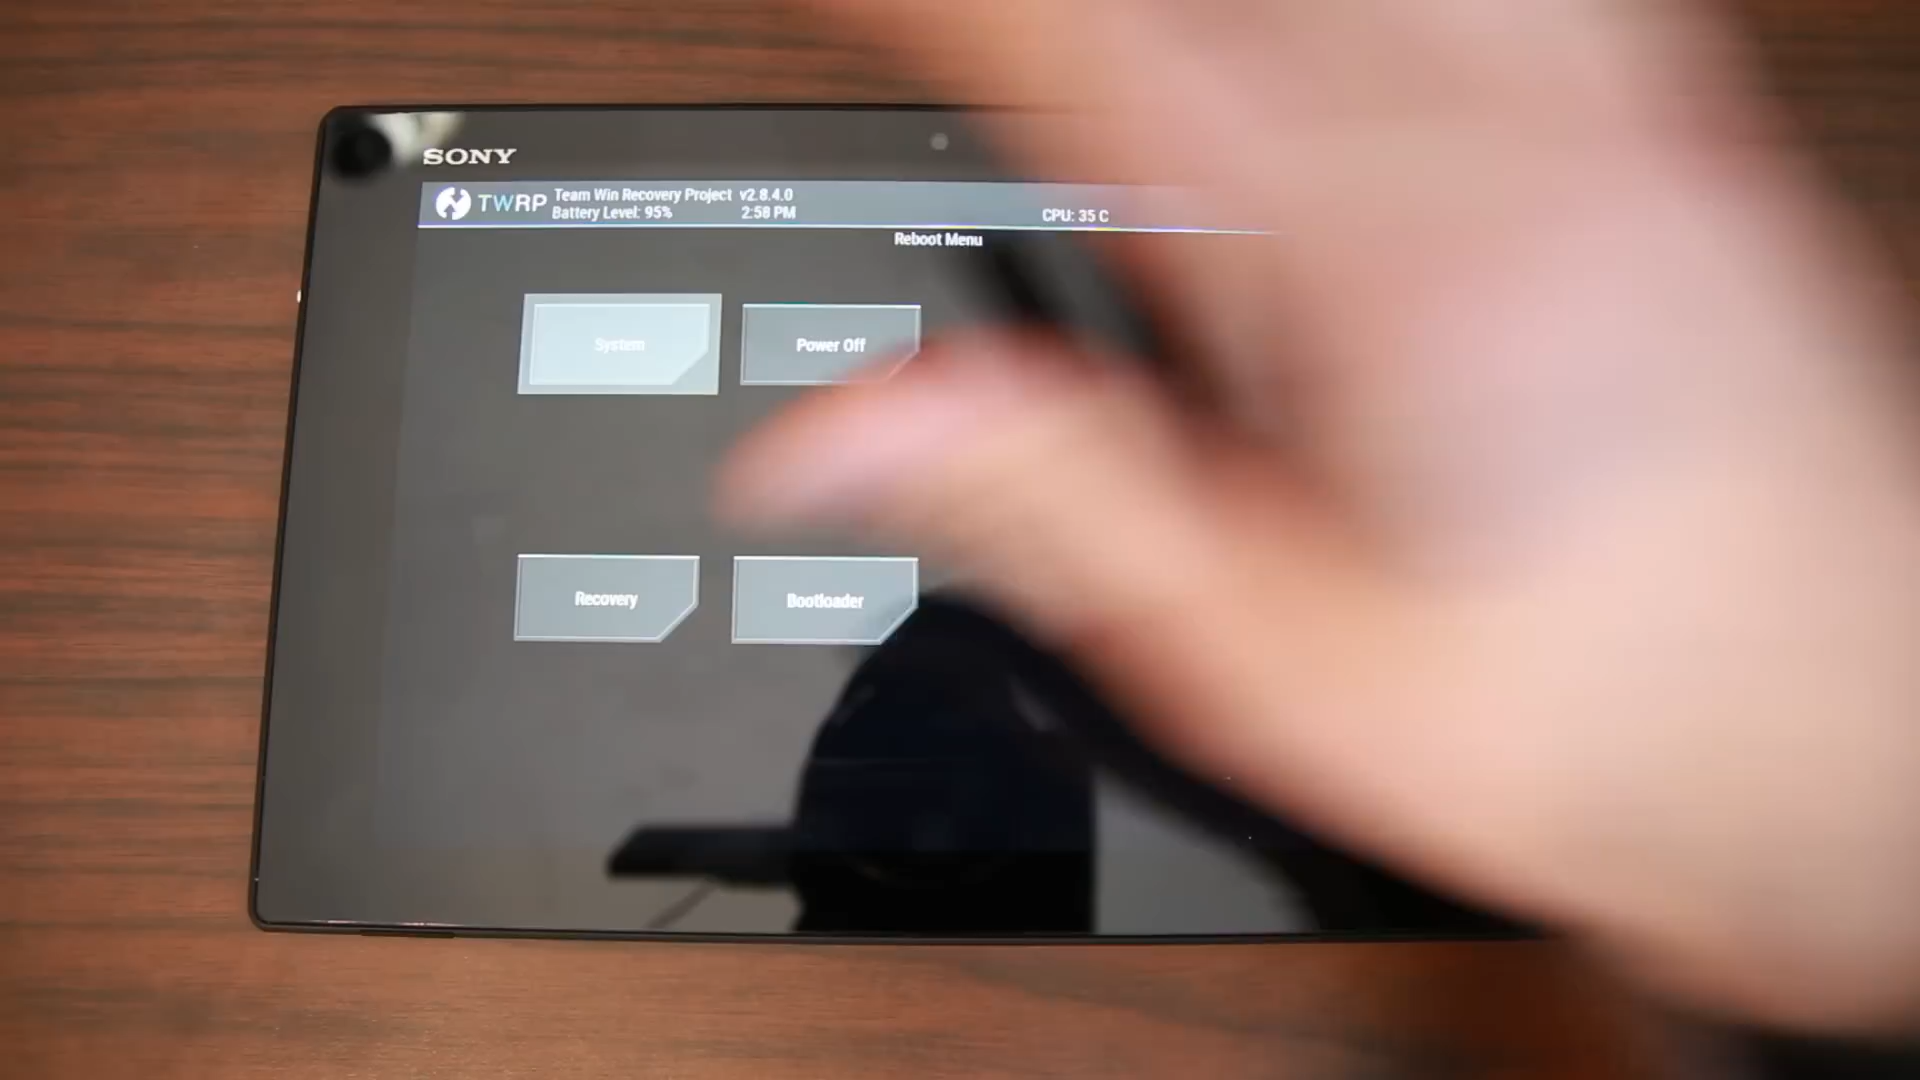 SONY
TWRP
Team Win Recovery Project v2.8.4.0
Battery Level: 95% 2:58 PM
CPU: 35 C
Reboot Menu
System
Power Off
Recovery
Bootloader